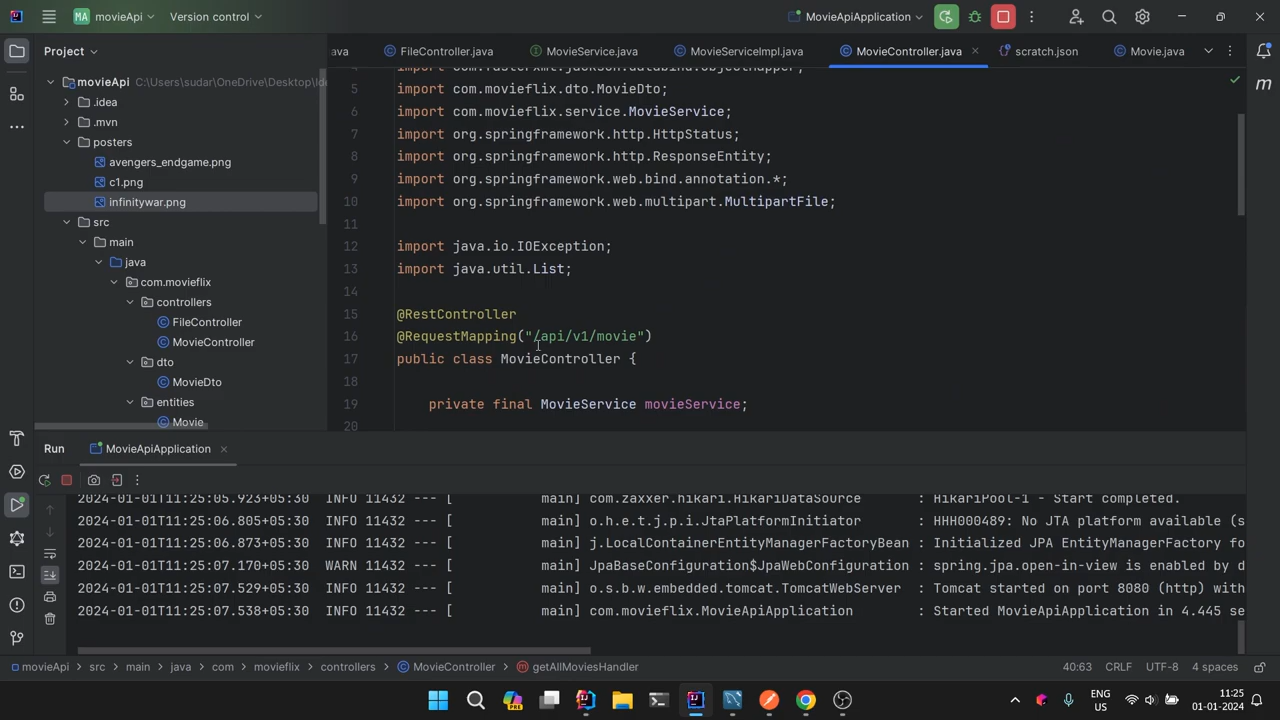 MA movieApi Version control MovieApiApplication
Project
ava FileController.java MovieService.java MovieServiceImpl.java MovieController.java scratch.json Movie.java
movieApi C:\Users\sudar\OneDrive\Desktop\Ide
.idea
.mvn
posters
avengers_endgame.png
c1.png
infinitywar.png
src
main
java
com.movieflix
controllers
FileController
MovieController
dto
MovieDto
entities
Movie
4 import com.fasterxml.jackson.databind.ObjectMapper;
5 import com.movieflix.dto.MovieDto;
6 import com.movieflix.service.MovieService;
7 import org.springframework.http.HttpStatus;
8 import org.springframework.http.ResponseEntity;
9 import org.springframework.web.bind.annotation.*;
10 import org.springframework.web.multipart.MultipartFile;
11
12 import java.io.IOException;
13 import java.util.List;
14
15 @RestController
16 @RequestMapping("/api/v1/movie")
17 public class MovieController {
18
19 private final MovieService movieService;
20
Run MovieApiApplication
2024-01-01T11:25:05.923+05:30 INFO 11432 --- [ main] com.zaxxer.hikari.HikariDataSource : HikariPool-1 - Start completed.
2024-01-01T11:25:06.805+05:30 INFO 11432 --- [ main] o.h.e.t.j.p.i.JtaPlatformInitiator : HHH000489: No JTA platform available (s
2024-01-01T11:25:06.873+05:30 INFO 11432 --- [ main] j.LocalContainerEntityManagerFactoryBean : Initialized JPA EntityManagerFactory fo
2024-01-01T11:25:07.170+05:30 WARN 11432 --- [ main] JpaBaseConfiguration$JpaWebConfiguration : spring.jpa.open-in-view is enabled by d
2024-01-01T11:25:07.529+05:30 INFO 11432 --- [ main] o.s.b.w.embedded.tomcat.TomcatWebServer : Tomcat started on port 8080 (http) with
2024-01-01T11:25:07.538+05:30 INFO 11432 --- [ main] com.movieflix.MovieApiApplication : Started MovieApiApplication in 4.445 se
movieApi > src > main > java > com > movieflix > controllers > MovieController > getAllMoviesHandler 40:63 CRLF UTF-8 4 spaces
ENG
US
11:25
01-01-2024